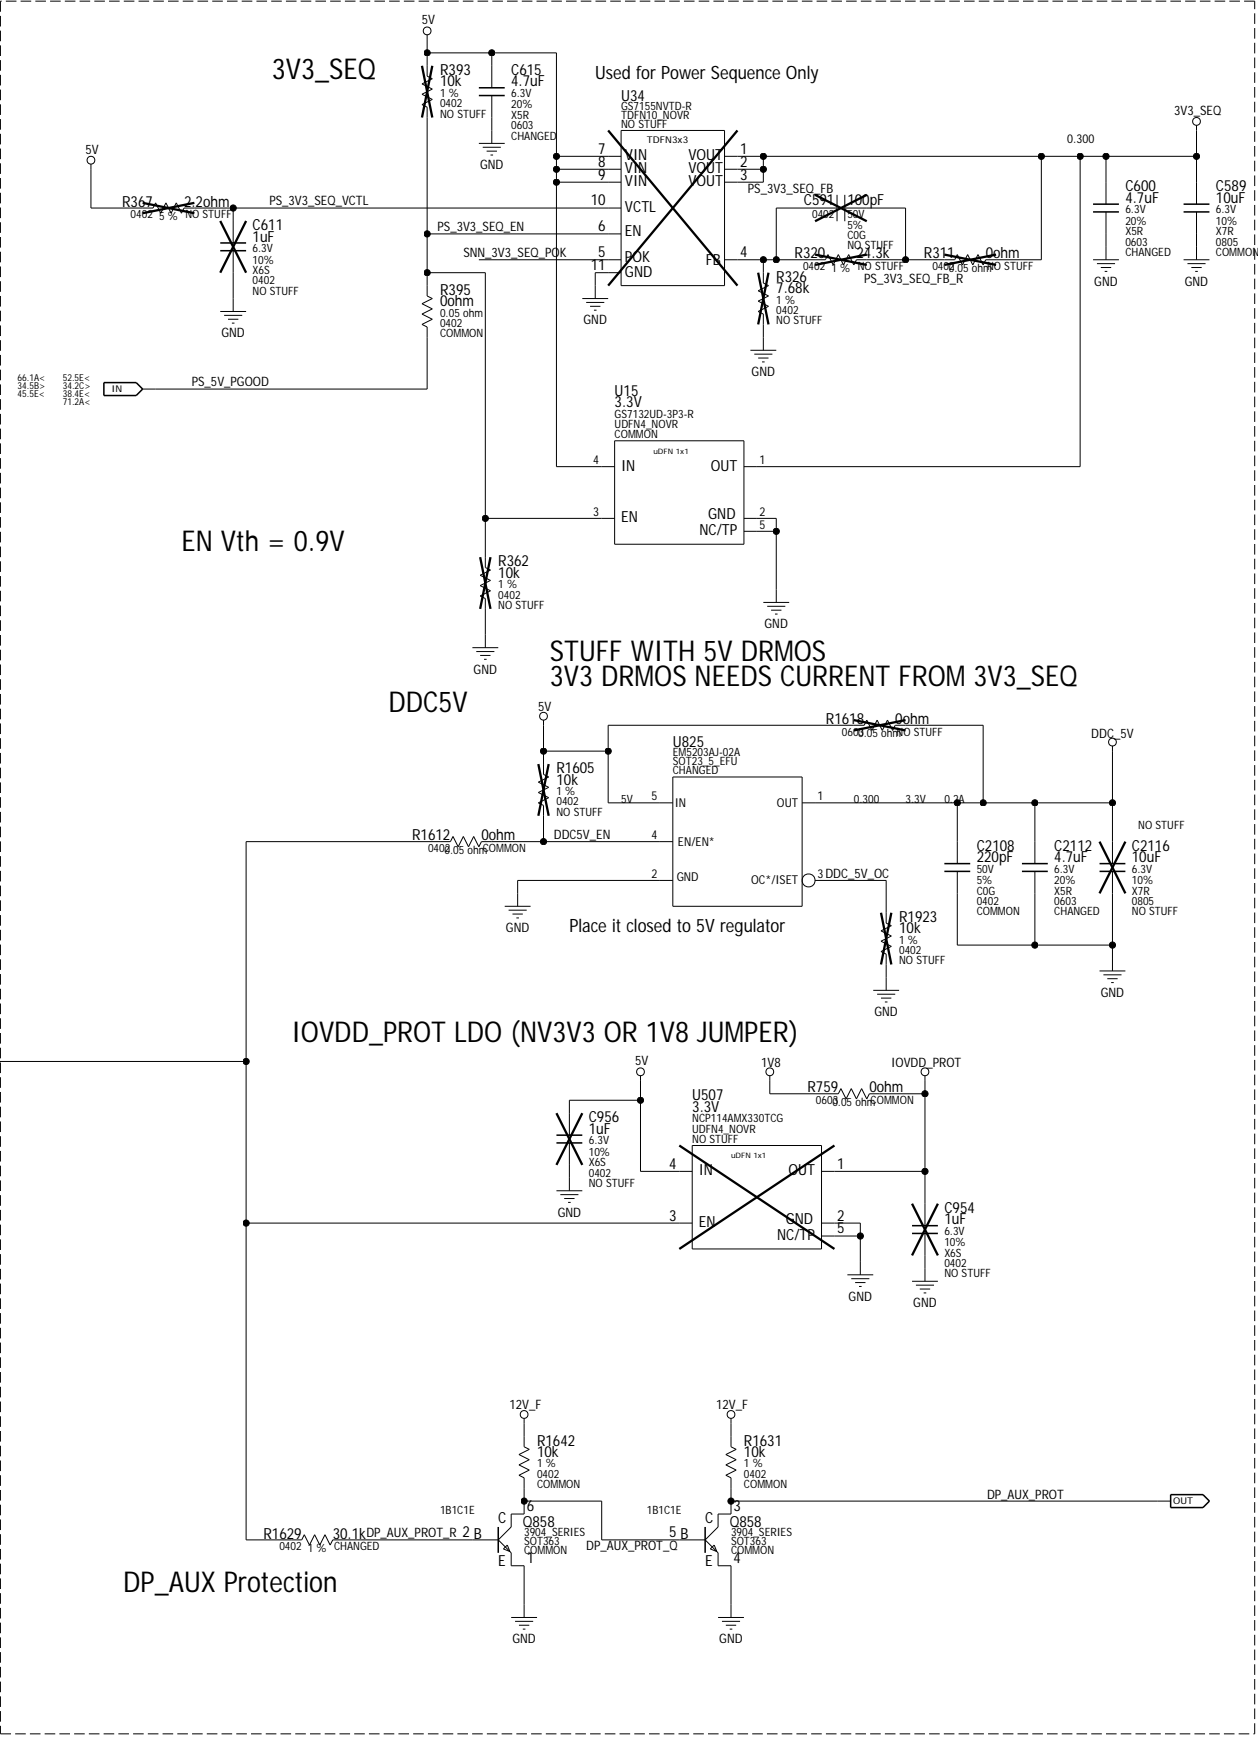 5V
3V3_SEQ
R393
10k
1 %
0402
NO STUFF
C615
4.7uF
6.3V
20%
X5R
0603
CHANGED
GND
Used for Power Sequence Only
U34
GS7155NVTD-R
TDFN10_NOVR
NO STUFF
TDFN3x3
7 VIN VOUT 1
8 VIN VOUT 2
9 VIN VOUT 3
10 VCTL
6 EN
5 POK FB 4
11 GND
GND
5V
R367 2.2ohm
0402 5 % NO STUFF
PS_3V3_SEQ_VCTL
C611
1uF
6.3V
10%
X6S
0402
NO STUFF
GND
PS_3V3_SEQ_EN
SNN_3V3_SEQ_POK
PS_3V3_SEQ_FB
C591 100pF
0402 50V
5%
C0G
NO STUFF
R320 24.3k
0402 1 % NO STUFF
R311 0ohm
0402 0.05 ohm NO STUFF
PS_3V3_SEQ_FB_R
R326
7.68k
1 %
0402
NO STUFF
GND
0.300
3V3_SEQ
C600
4.7uF
6.3V
20%
X5R
0603
CHANGED
GND
C589
10uF
6.3V
10%
X7R
0805
COMMON
GND
R395
0ohm
0.05 ohm
0402
COMMON
66.1A< 52.5E<
34.5B> 34.2C>
45.5E< 38.4E<
71.2A<
IN
PS_5V_PGOOD
U15
3.3V
GS7132UD-3P3-R
UDFN4_NOVR
COMMON
uDFN 1x1
4 IN OUT 1
3 EN GND 2
NC/TP 5
GND
EN Vth = 0.9V
R362
10k
1 %
0402
NO STUFF
GND
STUFF WITH 5V DRMOS
3V3 DRMOS NEEDS CURRENT FROM 3V3_SEQ
DDC5V
5V
R1618 0ohm
0603 0.05 ohm NO STUFF
R1605
10k
1 %
0402
NO STUFF
U825
EM5203AJ-02A
SOT23_5_EFU
CHANGED
5V 5 IN OUT 1 0.300 3.3V 0.2A
R1612 0ohm
0402 0.05 ohm COMMON
DDC5V_EN 4 EN/EN*
2 GND OC*/ISET 3 DDC_5V_OC
GND
Place it closed to 5V regulator
R1923
10k
1 %
0402
NO STUFF
GND
DDC_5V
C2108
220pF
50V
5%
C0G
0402
COMMON
C2112
4.7uF
6.3V
20%
X5R
0603
CHANGED
NO STUFF
C2116
10uF
6.3V
10%
X7R
0805
NO STUFF
GND
IOVDD_PROT LDO (NV3V3 OR 1V8 JUMPER)
5V
1V8
IOVDD_PROT
R759 0ohm
0603 0.05 ohm COMMON
C956
1uF
6.3V
10%
X6S
0402
NO STUFF
GND
U507
3.3V
NCP114AMX330TCG
UDFN4_NOVR
NO STUFF
uDFN 1x1
4 IN OUT 1
3 EN GND 2
NC/TP 5
GND
C954
1uF
6.3V
10%
X6S
0402
NO STUFF
GND
12V_F
R1642
10k
1 %
0402
COMMON
12V_F
R1631
10k
1 %
0402
COMMON
R1629 30.1k
0402 1 % CHANGED
DP_AUX_PROT_R 2 B
1B1C1E
C
6
Q858
3904_SERIES
SOT363
COMMON
1
E
GND
DP_AUX_PROT_Q
5 B
1B1C1E
C
3
Q858
3904_SERIES
SOT363
COMMON
4
E
GND
DP_AUX_PROT
OUT
DP_AUX Protection